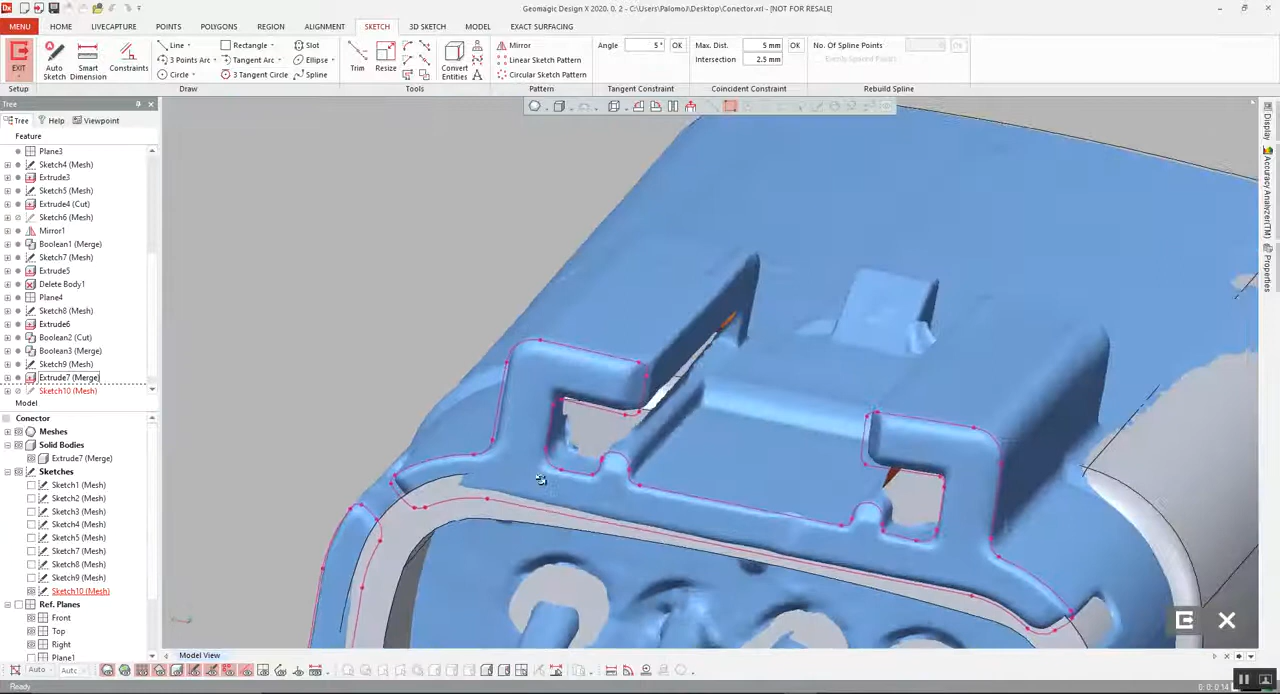 Geomagic Design X 2020. 0. 2 - C:\Users\PalomoJ\Desktop\Conector.xrl - [NOT FOR RESALE]
MENU HOME LIVECAPTURE POINTS POLYGONS REGION ALIGNMENT SKETCH 3D SKETCH MODEL EXACT SURFACING
Line Rectangle Slot Mirror Angle 5° OK Max. Dist. 5 mm OK No. Of Spline Points
3 Points Arc Tangent Arc Ellipse Linear Sketch Pattern Intersection 2.5 mm Evenly Spaced Points
Circle 3 Tangent Circle Spline Circular Sketch Pattern
EXIT Auto Sketch Smart Dimension Constraints Trim Resize Convert Entities
Setup Draw Tools Pattern Tangent Constraint Coincident Constraint Rebuild Spline
Tree
Tree Help Viewpoint
Feature
Plane3
Sketch4 (Mesh)
Extrude3
Sketch5 (Mesh)
Extrude4 (Cut)
Sketch6 (Mesh)
Mirror1
Boolean1 (Merge)
Sketch7 (Mesh)
Extrude5
Delete Body1
Plane4
Sketch8 (Mesh)
Extrude6
Boolean2 (Cut)
Boolean3 (Merge)
Sketch9 (Mesh)
Extrude7 (Merge)
Sketch10 (Mesh)
Model
Conector
Meshes
Solid Bodies
Extrude7 (Merge)
Sketches
Sketch1 (Mesh)
Sketch2 (Mesh)
Sketch3 (Mesh)
Sketch4 (Mesh)
Sketch5 (Mesh)
Sketch7 (Mesh)
Sketch8 (Mesh)
Sketch9 (Mesh)
Sketch10 (Mesh)
Ref. Planes
Front
Top
Right
Plane1
Display
Accuracy Analyzer(TM)
Properties
Model View
Auto
Ready